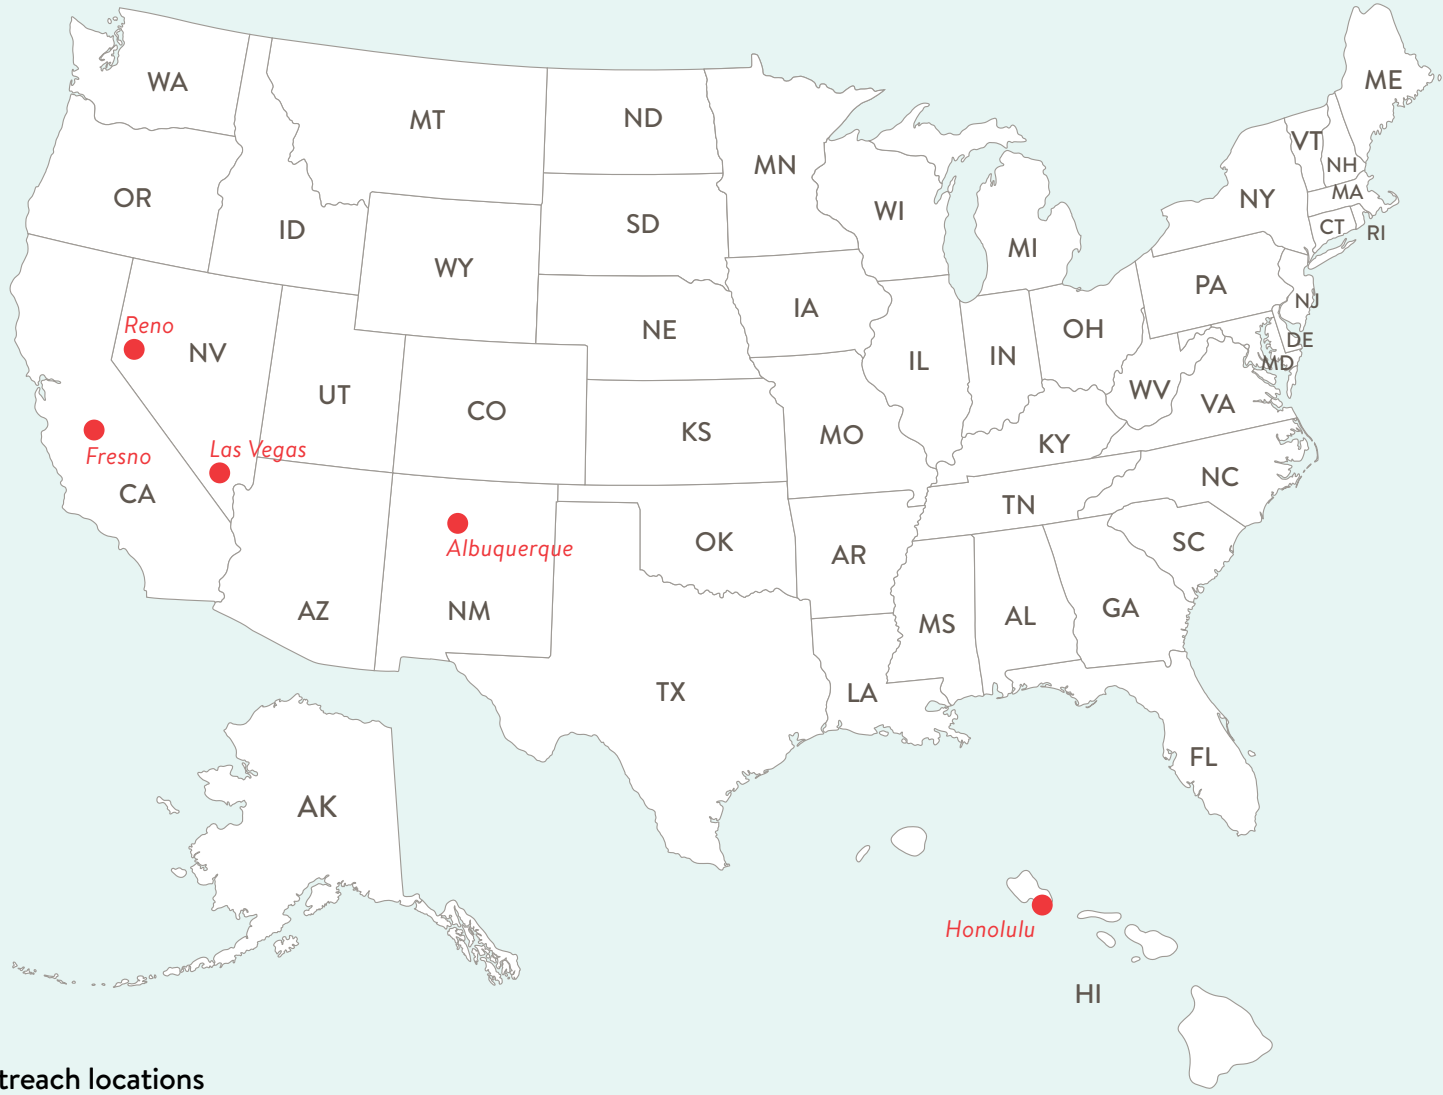 WA
MT
ND
MN
ME
VT
NH
OR
ID
SD
WI
NY
MA
CT
RI
WY
MI
PA
IA
NJ
Reno
NV
NE
OH
IN
IL
DE
MD
UT
CO
KS
MO
WV
VA
KY
Fresno
Las Vegas
CA
NC
TN
Albuquerque
OK
AR
SC
AZ
NM
MS
AL
GA
TX
LA
FL
AK
Honolulu
HI
treach locations